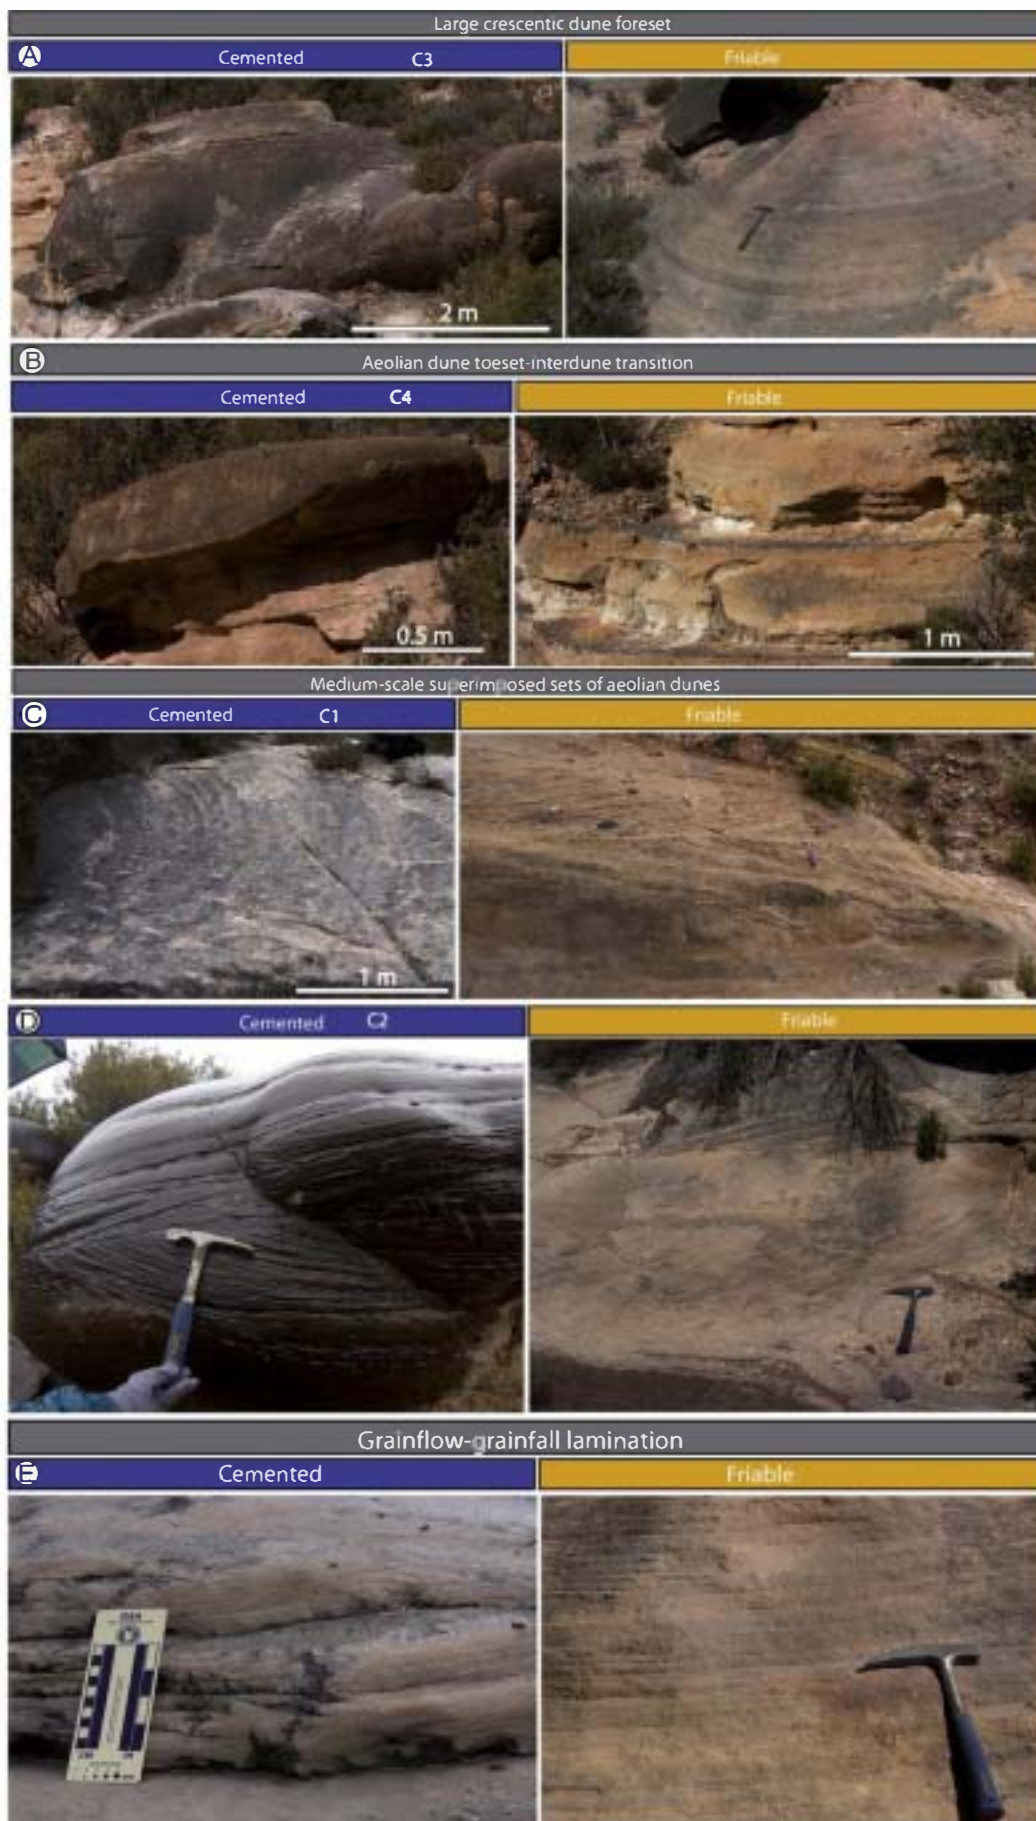 Large crescentic dune foreset
A Cemented C3 Friable
2 m
B Aeolian dune toeset-interdune transition
Cemented C4 Friable
0.5 m 1 m
Medium-scale superimposed sets of aeolian dunes
C Cemented C1 Friable
1 m
D Cemented C2 Friable
Grainflow-grainfall lamination
E Cemented Friable